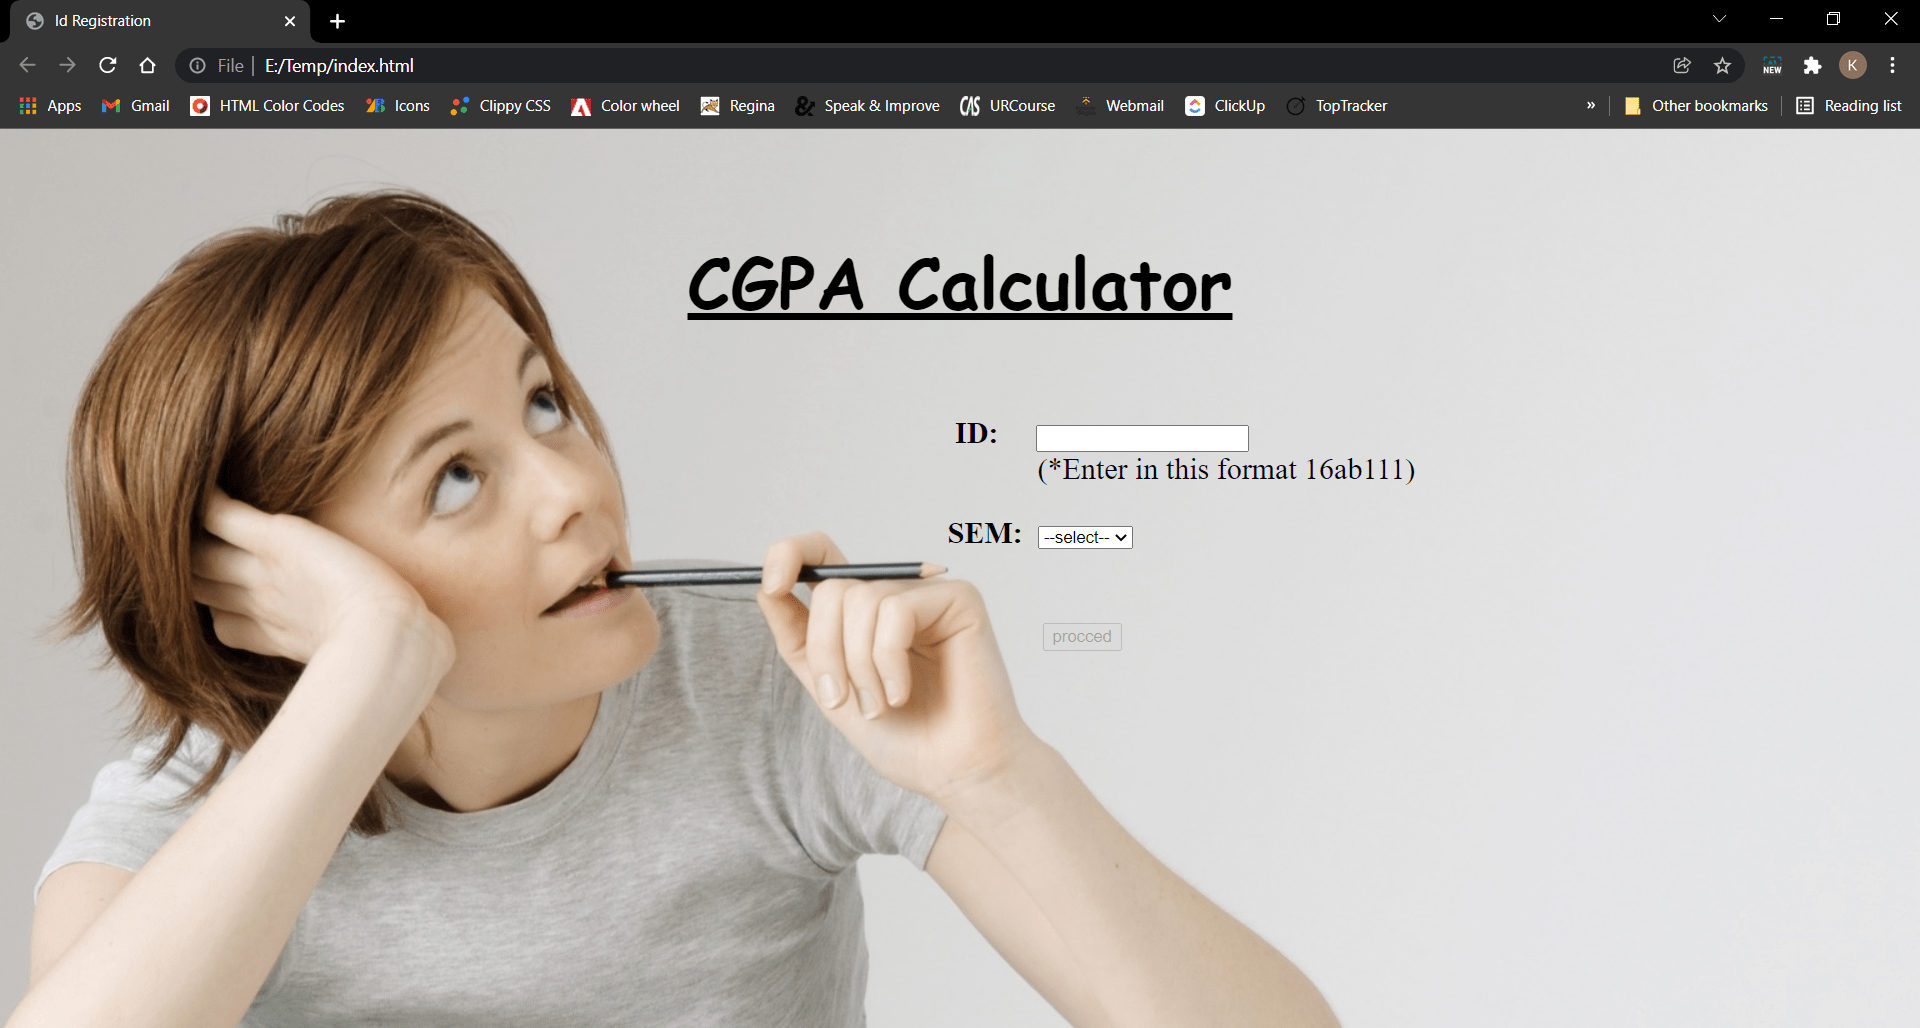 Id Registration
File E:/Temp/index.html NEW K
Apps Gmail HTML Color Codes Icons Clippy CSS Color wheel Regina Speak & Improve CAS URCourse Webmail ClickUp TopTracker » Other bookmarks Reading list
CGPA Calculator
ID:
(*Enter in this format 16ab111)
SEM: --select--
procced